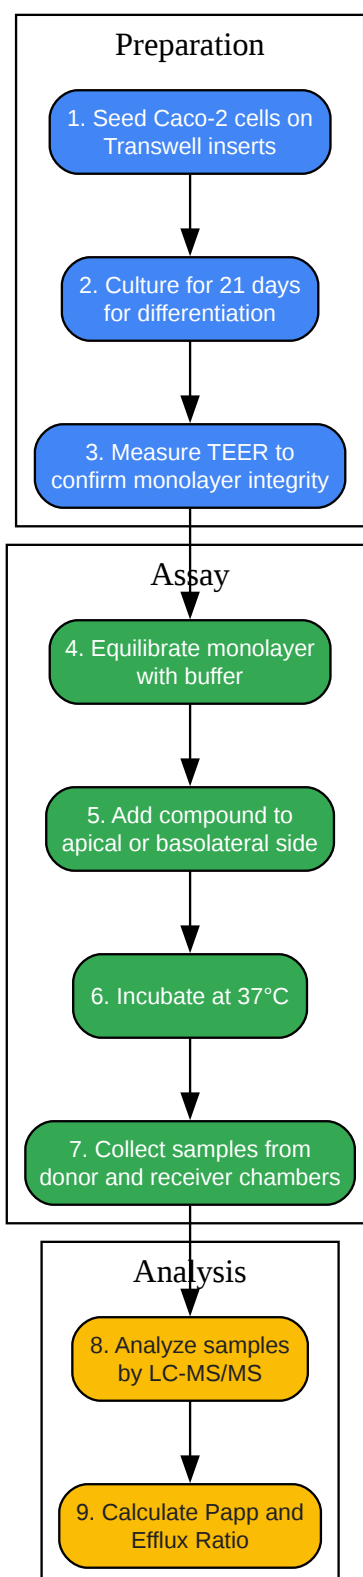 Preparation
1. Seed Caco-2 cells on
Transwell inserts
2. Culture for 21 days
for differentiation
3. Measure TEER to
confirm monolayer integrity
Assay
4. Equilibrate monolayer
with buffer
5. Add compound to
apical or basolateral side
6. Incubate at 37°C
7. Collect samples from
donor and receiver chambers
Analysis
8. Analyze samples
by LC-MS/MS
9. Calculate Papp and
Efflux Ratio